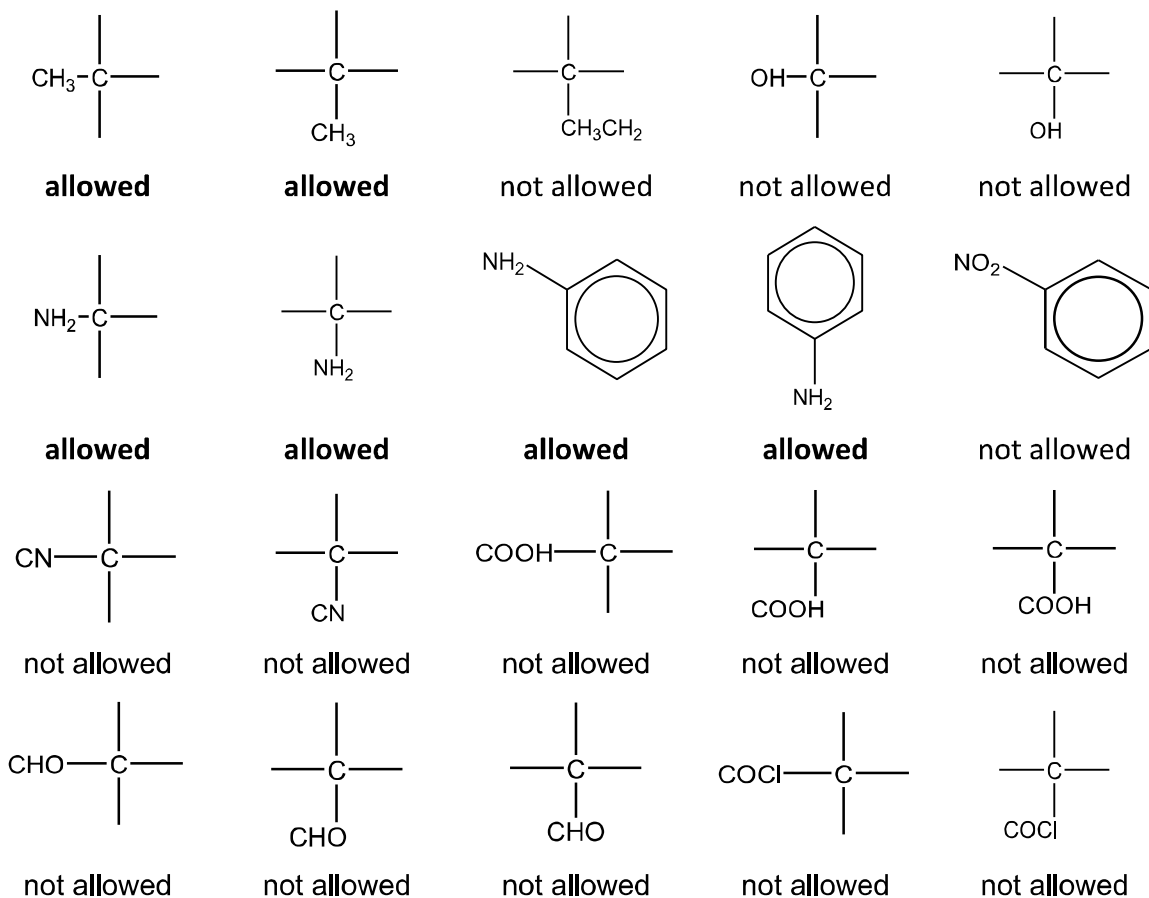 CH₃ C C C OH C C
CH₃ CH₃CH₂ OH
allowed allowed not allowed not allowed not allowed
NH₂ C C NH₂ NO₂
NH₂ NH₂
allowed allowed allowed allowed not allowed
CN C C COOH C C C
CN COOH COOH
not allowed not allowed not allowed not allowed not allowed
CHO C C C COCl C C
CHO CHO COCl
not allowed not allowed not allowed not allowed not allowed